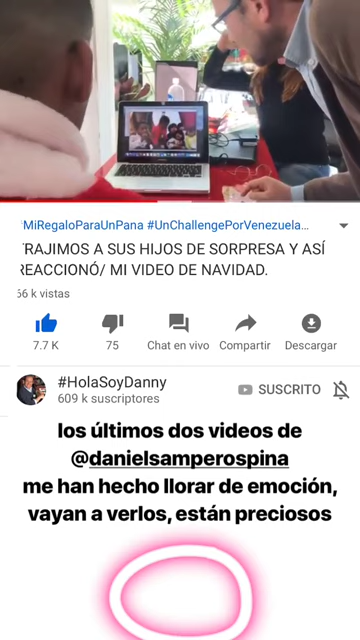 MiRegaloParaUnPana #UnChallengePorVenezuela...
TRAJIMOS A SUS HIJOS DE SORPRESA Y ASÍ
REACCIONÓ/ MI VIDEO DE NAVIDAD.
66 k vistas
7.7 K
75
Chat en vivo
Compartir
Descargar
#HolaSoyDanny
609 k suscriptores
SUSCRITO
los últimos dos videos de
@danielsamperospina
me han hecho llorar de emoción,
vayan a verlos, están preciosos